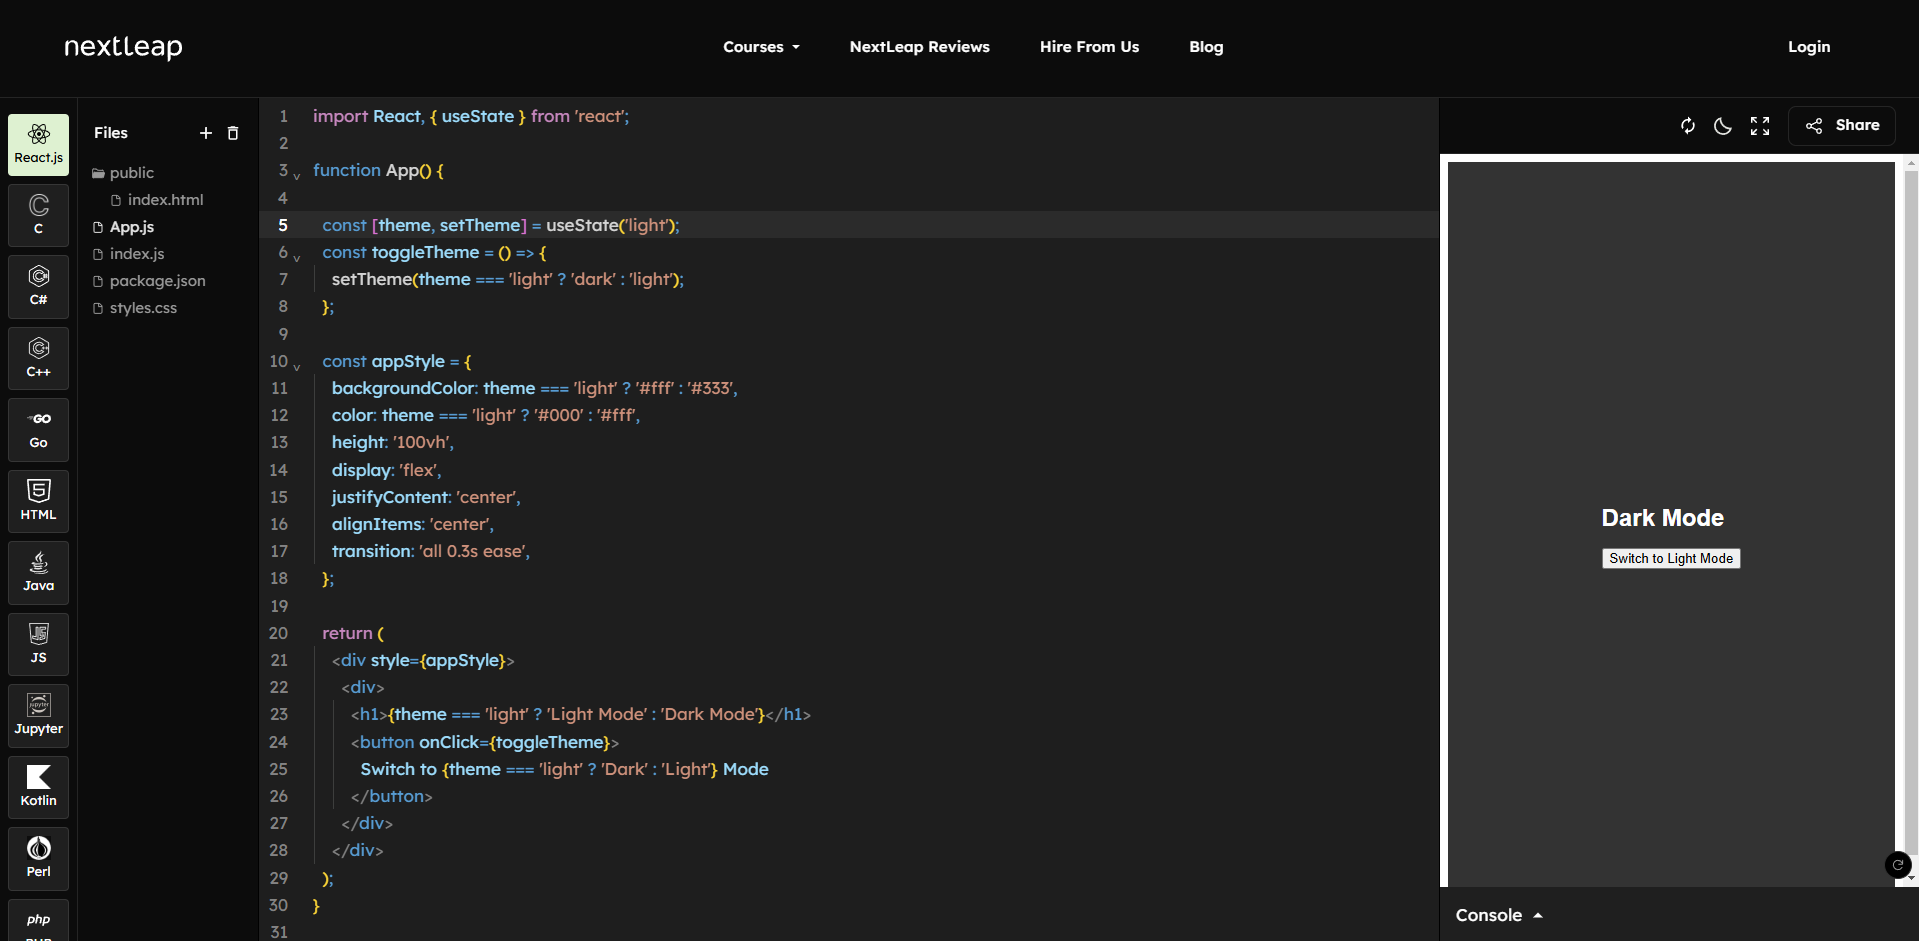 nextleap
Courses NextLeap Reviews Hire From Us Blog Login
React.js
C
C#
C++
GO
Go
5
HTML
Java
JS
JS
jupyter
Jupyter
Kotlin
Perl
php
Files
public
index.html
App.js
index.js
package.json
styles.css
1 import React, { useState } from 'react';
2
3 function App() {
4
5 const [theme, setTheme] = useState('light');
6 const toggleTheme = () => {
7 setTheme(theme === 'light' ? 'dark' : 'light');
8 };
9
10 const appStyle = {
11 backgroundColor: theme === 'light' ? '#fff' : '#333',
12 color: theme === 'light' ? '#000' : '#fff',
13 height: '100vh',
14 display: 'flex',
15 justifyContent: 'center',
16 alignItems: 'center',
17 transition: 'all 0.3s ease',
18 };
19
20 return (
21 <div style={appStyle}>
22 <div>
23 <h1>{theme === 'light' ? 'Light Mode' : 'Dark Mode'}</h1>
24 <button onClick={toggleTheme}>
25 Switch to {theme === 'light' ? 'Dark' : 'Light'} Mode
26 </button>
27 </div>
28 </div>
29 );
30 }
31
Share
Dark Mode
Switch to Light Mode
Console